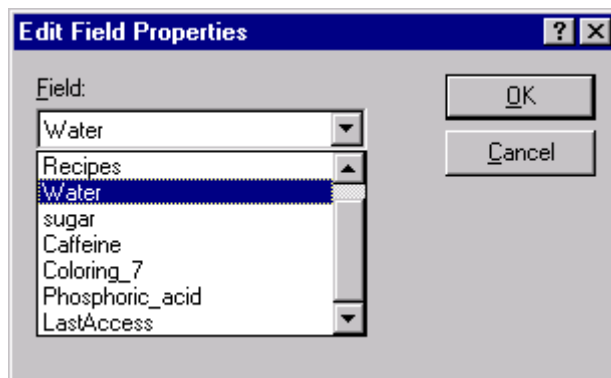 Edit Field Properties
?
Field:
OK
Water
Cancel
Recipes
Water
sugar
Caffeine
Coloring_7
Phosphoric_acid
LastAccess